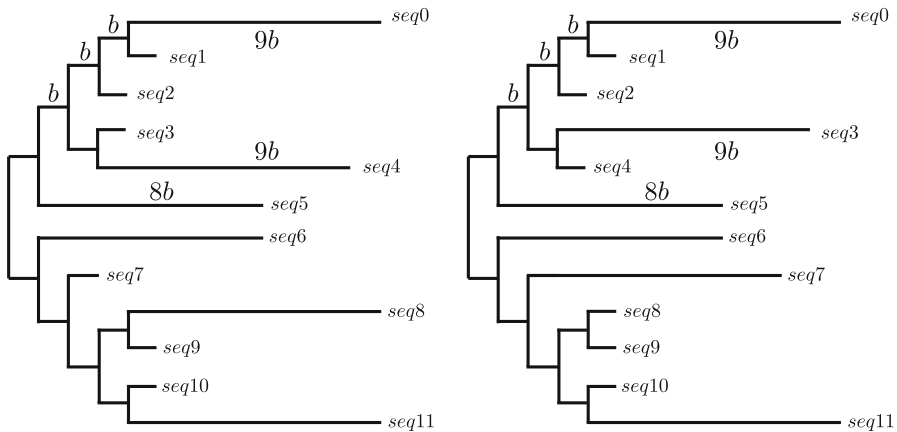 b seq0
9b
b seq1
b seq2
seq3
9b
seq4
8b
seq5
seq6
seq7
seq8
seq9
seq10
seq11
b seq0
9b
b seq1
b seq2
seq3
9b
seq4
8b
seq5
seq6
seq7
seq8
seq9
seq10
seq11